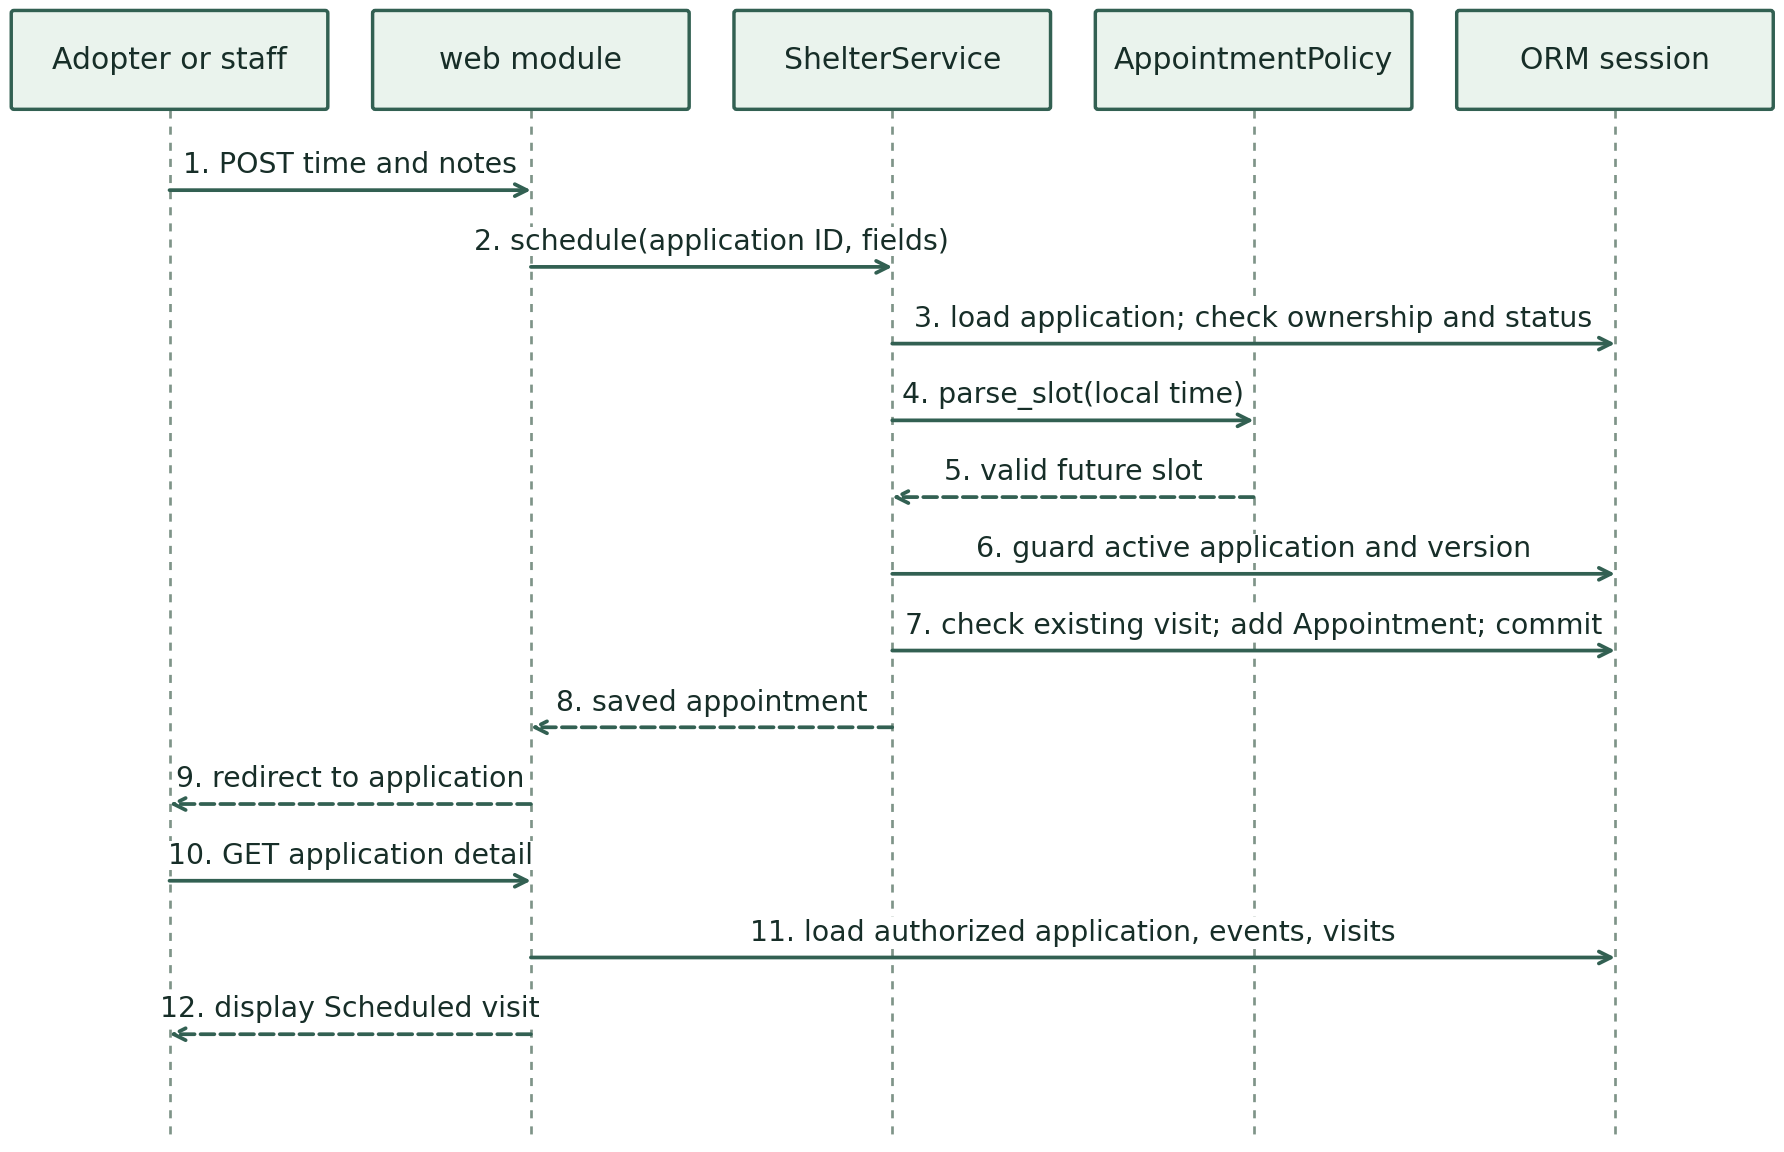 Adopter or staff
web module
ShelterService
AppointmentPolicy
ORM session
1. POST time and notes
2. schedule(application ID, fields)
3. load application; check ownership and status
4. parse_slot(local time)
5. valid future slot
6. guard active application and version
7. check existing visit; add Appointment; commit
8. saved appointment
9. redirect to application
10. GET application detail
11. load authorized application, events, visits
12. display Scheduled visit